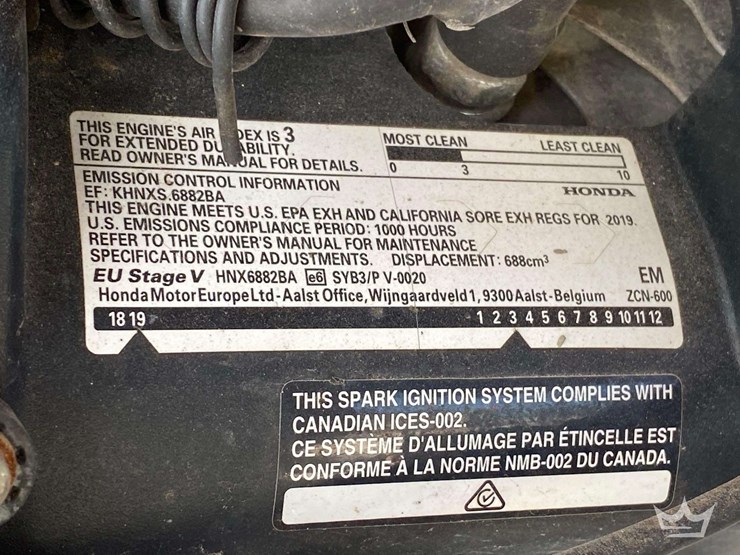 THIS ENGINE'S AIR DEX IS 3
FOR EXTENDED DU ABILITY.
READ OWNER'S MANUAL FOR DETAILS.
MOST CLEAN LEAST CLEAN
0 3 10
EMISSION CONTROL INFORMATION
HONDA
EF: KHNXS.6882BA
THIS ENGINE MEETS U.S. EPA EXH AND CALIFORNIA SORE EXH REGS FOR 2019.
U.S. EMISSIONS COMPLIANCE PERIOD: 1000 HOURS
REFER TO THE OWNER'S MANUAL FOR MAINTENANCE
SPECIFICATIONS AND ADJUSTMENTS. DISPLACEMENT: 688cm³
EU Stage V HNX6882BA e6 SYB3/P V-0020 EM
Honda Motor Europe Ltd - Aalst Office, Wijngaardveld 1, 9300 Aalst - Belgium ZCN-600
18 19 1 2 3 4 5 6 7 8 9 10 11 12
THIS SPARK IGNITION SYSTEM COMPLIES WITH
CANADIAN ICES-002.
CE SYSTÈME D'ALLUMAGE PAR ÉTINCELLE EST
CONFORME À LA NORME NMB-002 DU CANADA.